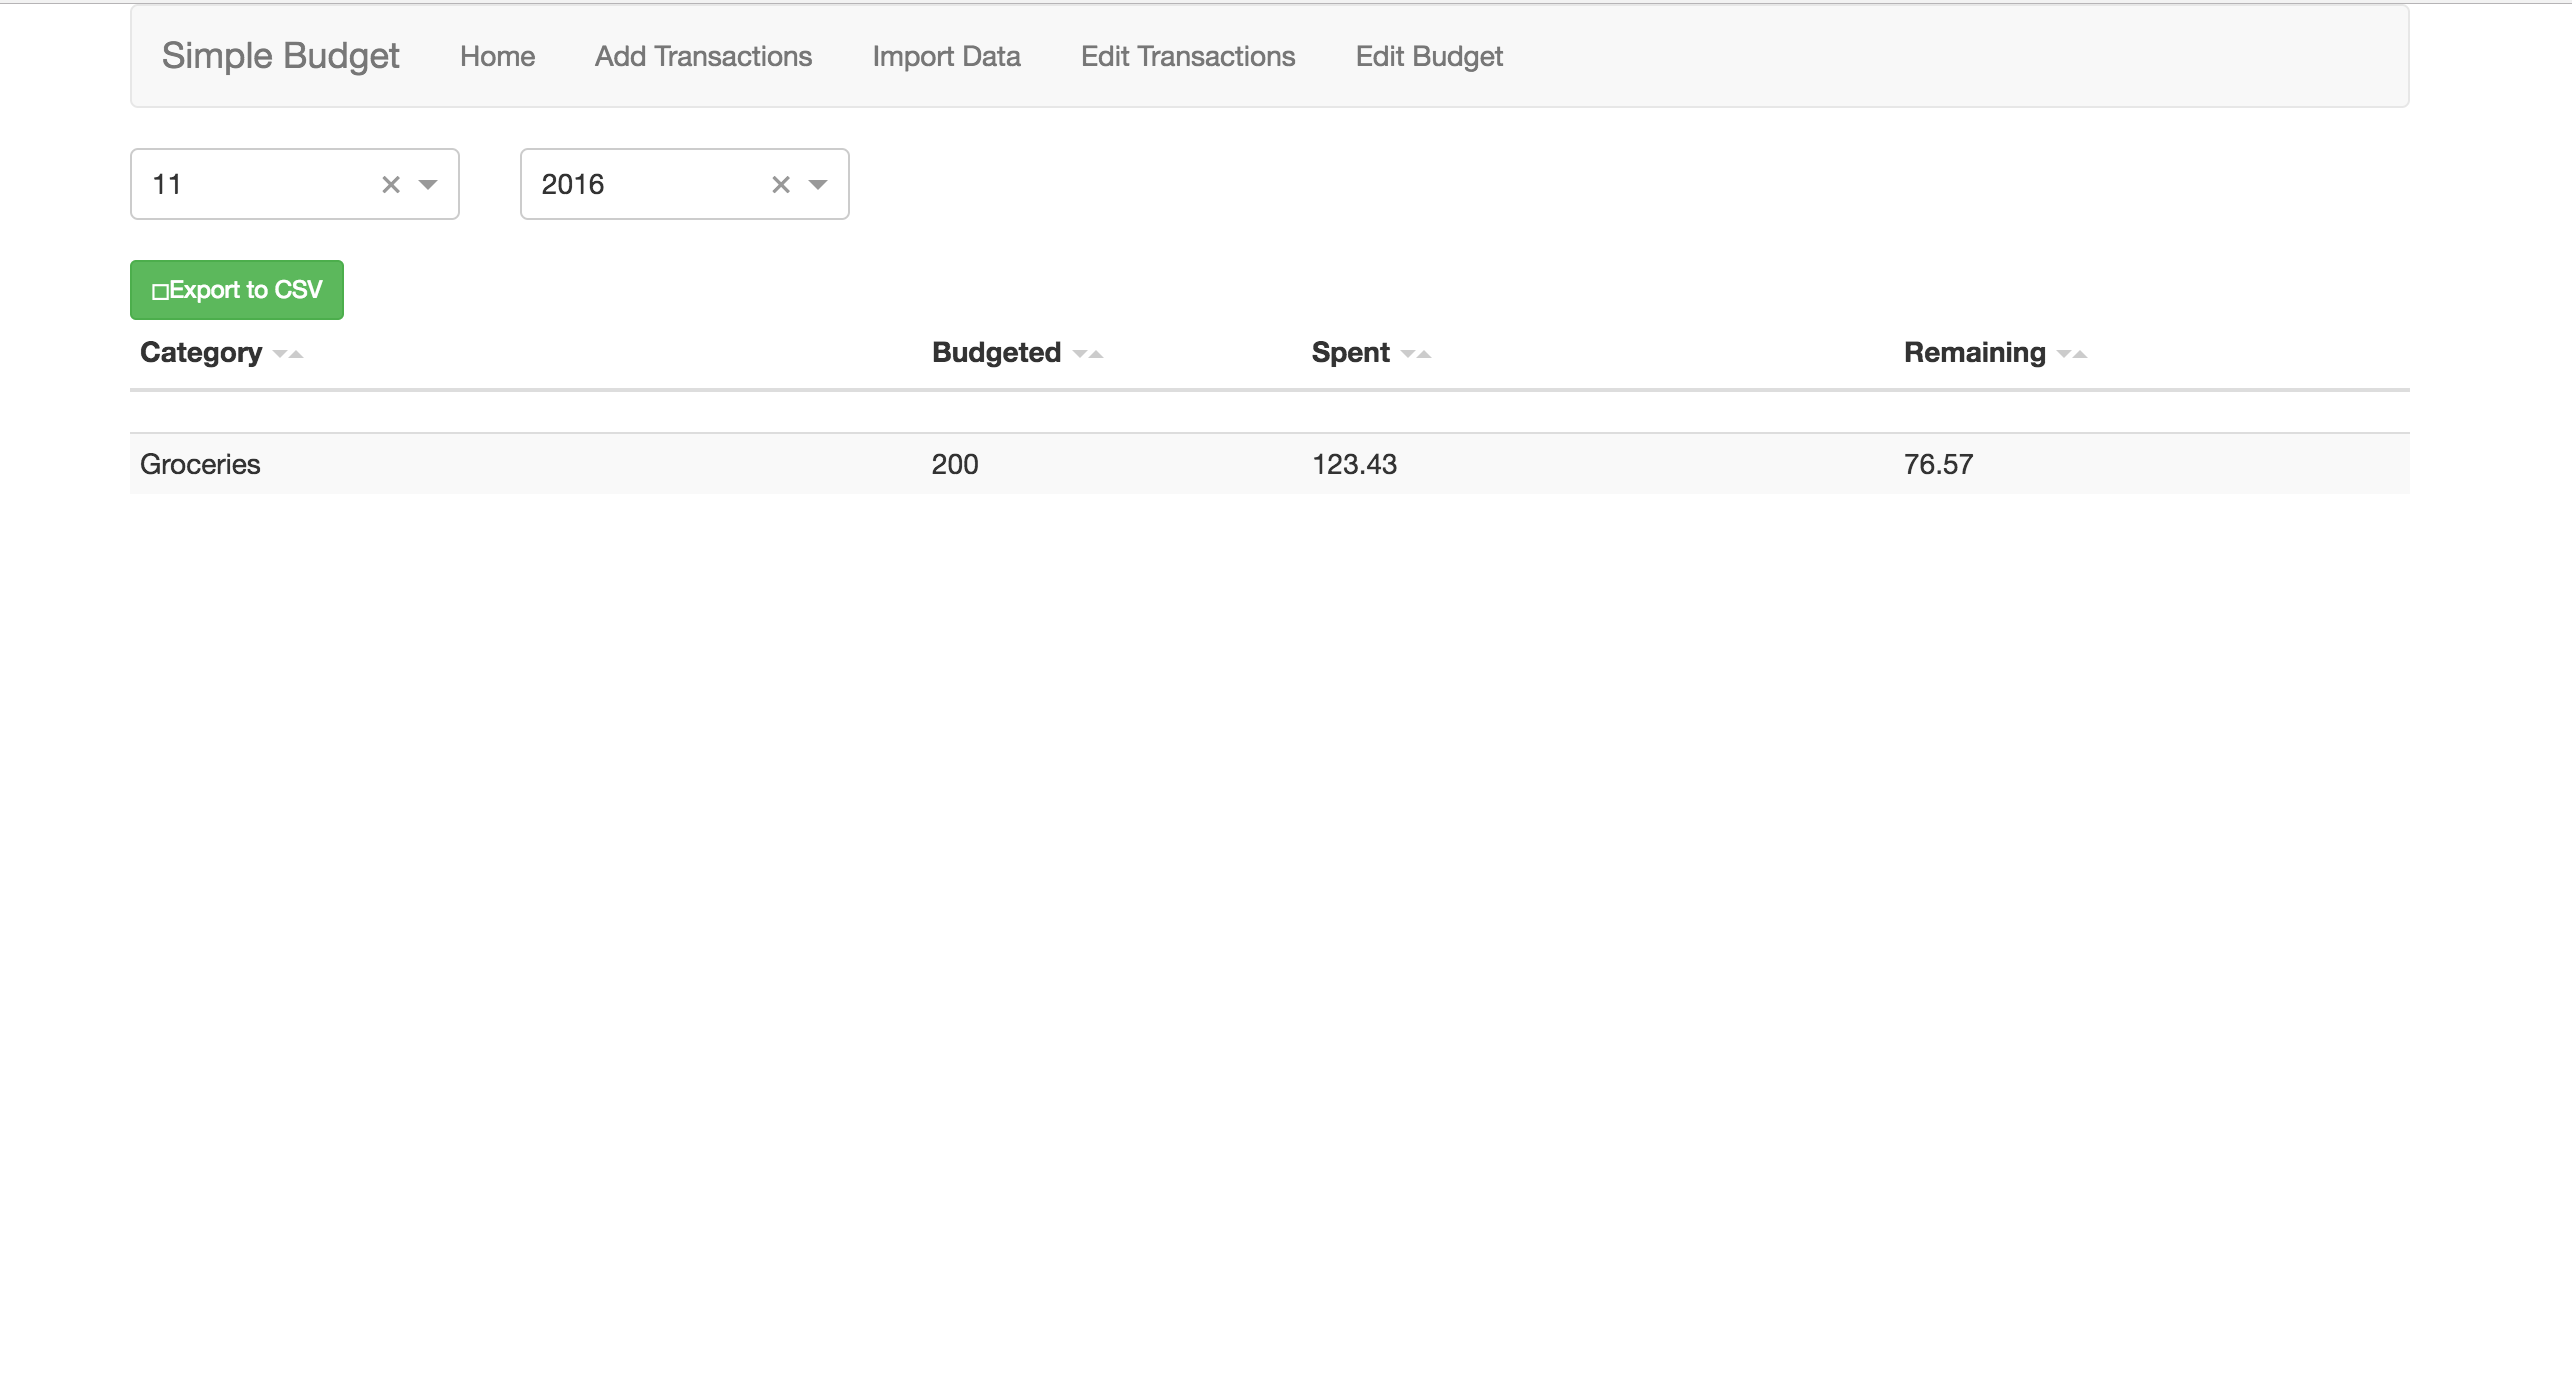 Simple Budget Home Add Transactions Import Data Edit Transactions Edit Budget
11 2016
Export to CSV
Category Budgeted Spent Remaining
Groceries 200 123.43 76.57